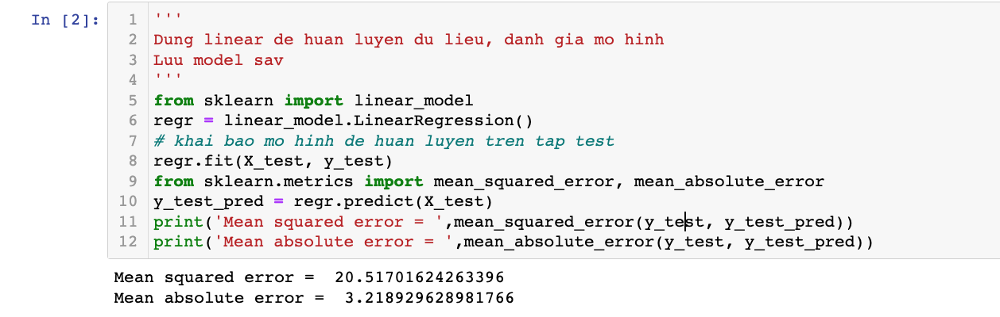 In [2]:
1 '''
2 Dung linear de huan luyen du lieu, danh gia mo hinh
3 Luu model sav
4 '''
5 from sklearn import linear_model
6 regr = linear_model.LinearRegression()
7 # khai bao mo hinh de huan luyen tren tap test
8 regr.fit(X_test, y_test)
9 from sklearn.metrics import mean_squared_error, mean_absolute_error
10 y_test_pred = regr.predict(X_test)
11 print('Mean squared error = ',mean_squared_error(y_test, y_test_pred))
12 print('Mean absolute error = ',mean_absolute_error(y_test, y_test_pred))
Mean squared error =  20.51701624263396
Mean absolute error =  3.218929628981766